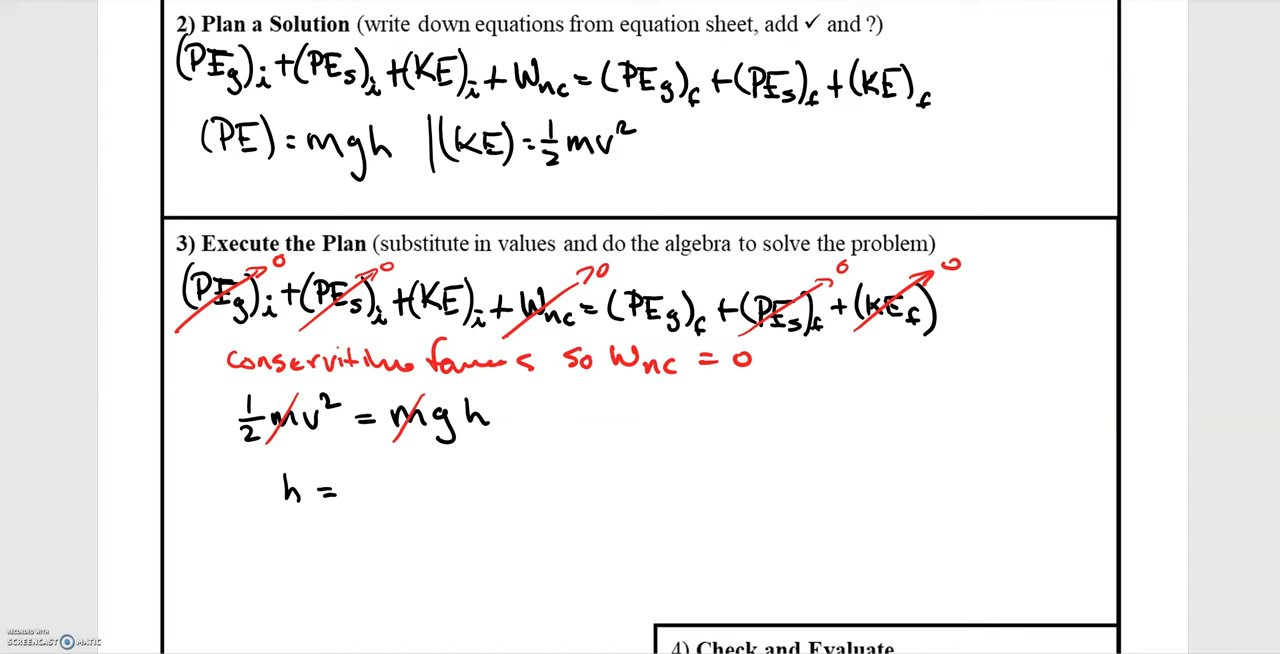 2) Plan a Solution (write down equations from equation sheet, add ✓ and ?)
(PEg)i + (PEs)i + (KE)i + Wnc = (PEg)f + (PEs)f + (KE)f
(PE) = mgh | (KE) = ½mv²
3) Execute the Plan (substitute in values and do the algebra to solve the problem)
0 0 0 0 0
(PEg)i + (PEs)i + (KE)i + Wnc = (PEg)f + (PEs)f + (KEf)
so Wnc = 0
½mv² = mgh
h =
4) Check and Evaluate
RECORDED WITH
SCREENCAST MATIC